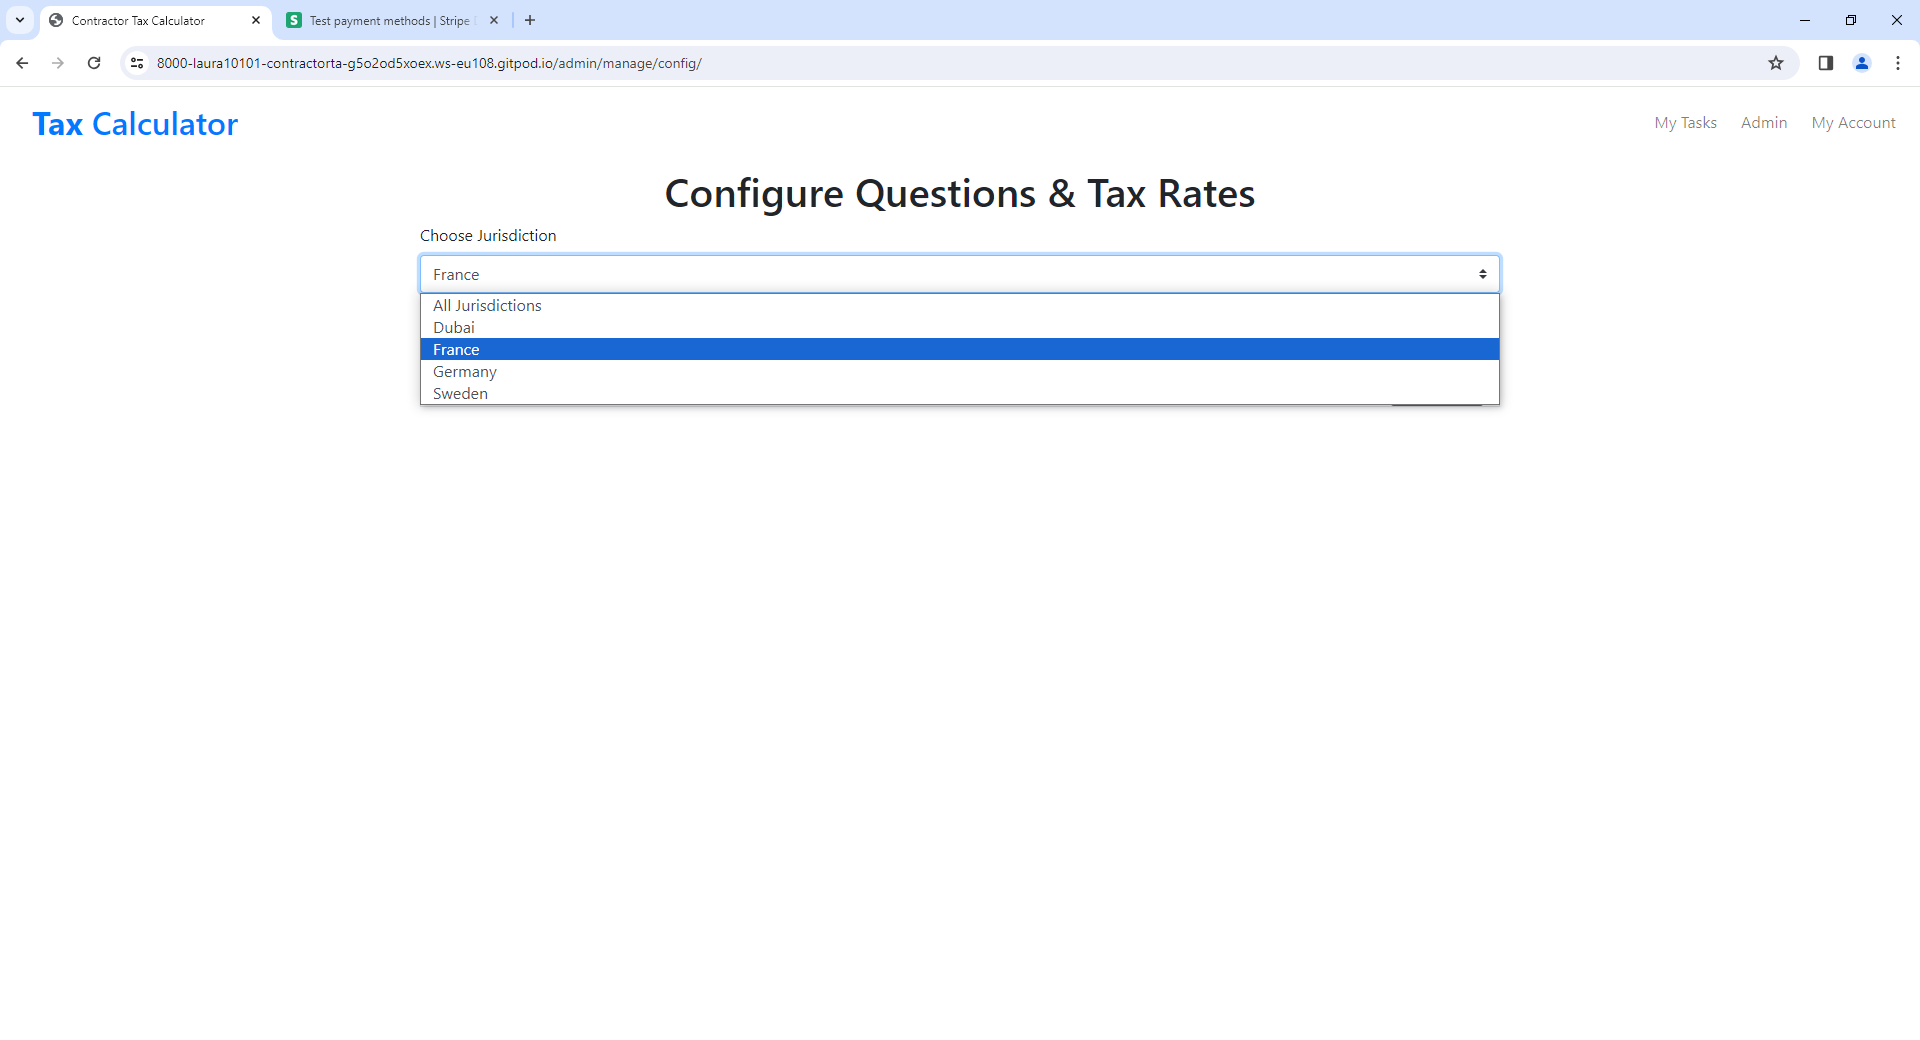 Contractor Tax Calculator
Test payment methods | Stripe
8000-laura10101-contractorta-g5o2od5xoex.ws-eu108.gitpod.io/admin/manage/config/
Tax Calculator
My Tasks
Admin
My Account
Configure Questions & Tax Rates
Choose Jurisdiction
France
All Jurisdictions
Dubai
France
Germany
Sweden